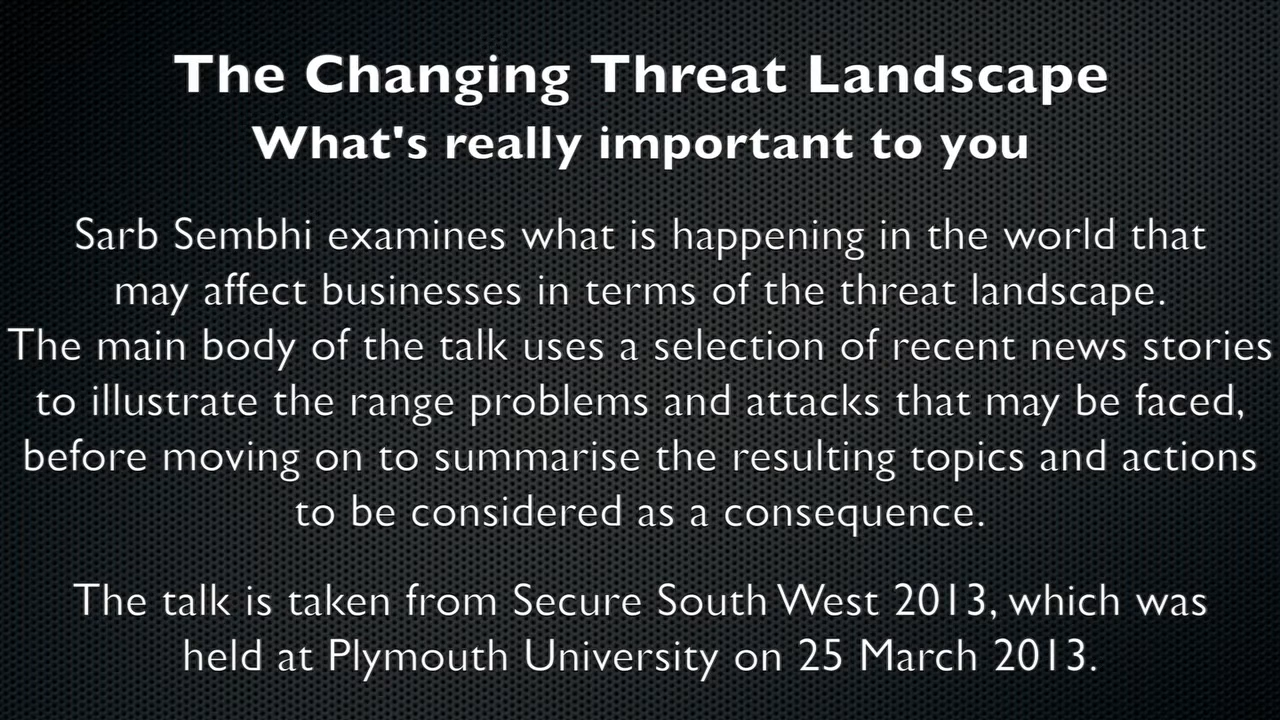 The Changing Threat Landscape
What's really important to you
Sarb Sembhi examines what is happening in the world that
may affect businesses in terms of the threat landscape.
The main body of the talk uses a selection of recent news stories
to illustrate the range problems and attacks that may be faced,
before moving on to summarise the resulting topics and actions
to be considered as a consequence.
The talk is taken from Secure South West 2013, which was
held at Plymouth University on 25 March 2013.